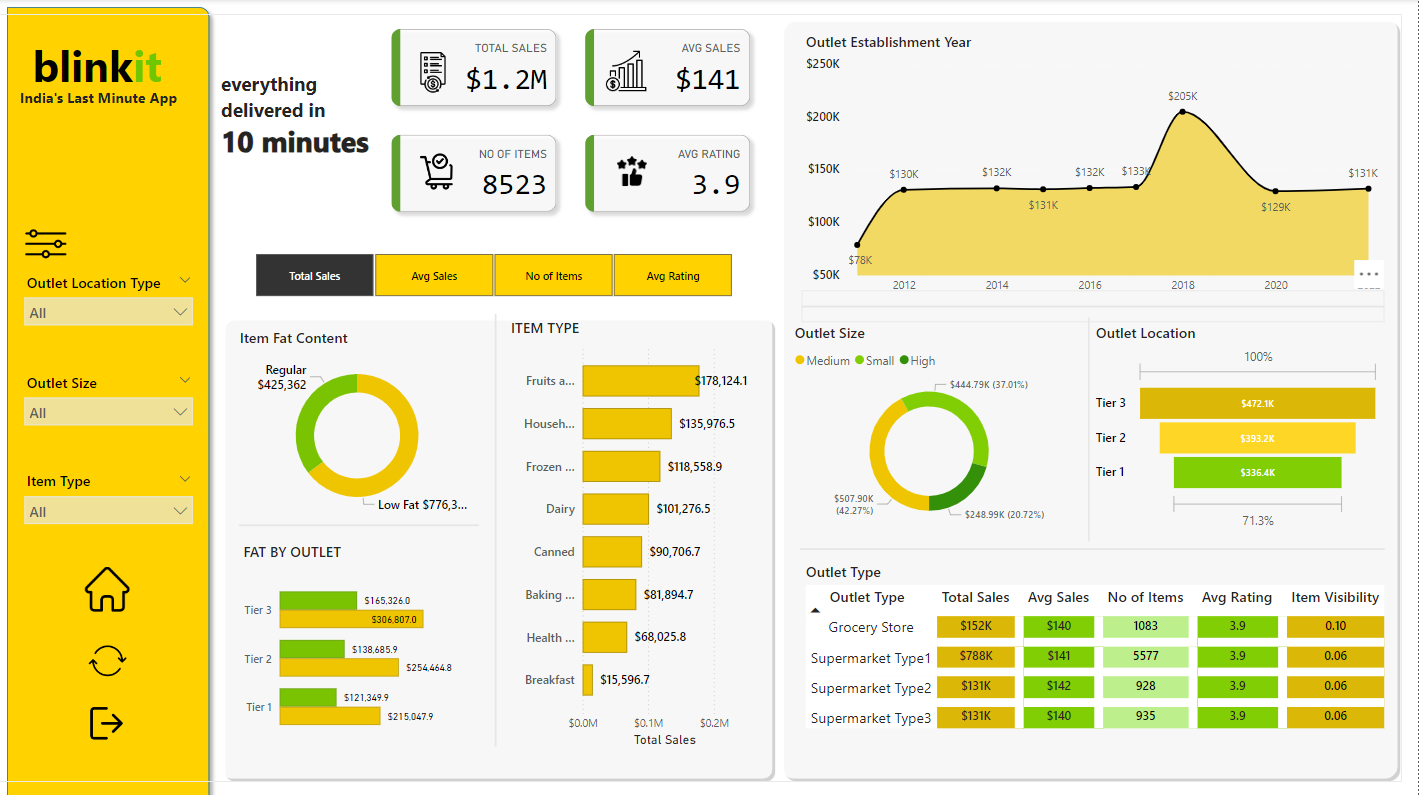 blinkit
India's Last Minute App
Outlet Location Type
All
Outlet Size
All
Item Type
All
everything
delivered in
10 minutes
TOTAL SALES
$1.2M
AVG SALES
$141
NO OF ITEMS
8523
AVG RATING
3.9
Total Sales
Avg Sales
No of Items
Avg Rating
Item Fat Content
Regular
$425,362
Low Fat $776,3...
FAT BY OUTLET
Tier 3
$165,326.0
$306,807.0
Tier 2
$138,685.9
$254,464.8
Tier 1
$121,349.9
$215,047.9
ITEM TYPE
Fruits a... $178,124.1
Househ... $135,976.5
Frozen ... $118,558.9
Dairy $101,276.5
Canned $90,706.7
Baking ... $81,894.7
Health ... $68,025.8
Breakfast $15,596.7
$0.0M $0.1M $0.2M
Total Sales
Outlet Establishment Year
$250K
$200K
$150K
$100K
$50K
$78K
$130K
$132K
$131K
$132K
$133K
$205K
$129K
$131K
2012 2014 2016 2018 2020
Outlet Size
Medium Small High
$444.79K (37.01%)
$507.90K
(42.27%)
$248.99K (20.72%)
Outlet Location
100%
Tier 3 $472.1K
Tier 2 $393.2K
Tier 1 $336.4K
71.3%
Outlet Type
Outlet Type Total Sales Avg Sales No of Items Avg Rating Item Visibility
Grocery Store $152K $140 1083 3.9 0.10
Supermarket Type1 $788K $141 5577 3.9 0.06
Supermarket Type2 $131K $142 928 3.9 0.06
Supermarket Type3 $131K $140 935 3.9 0.06